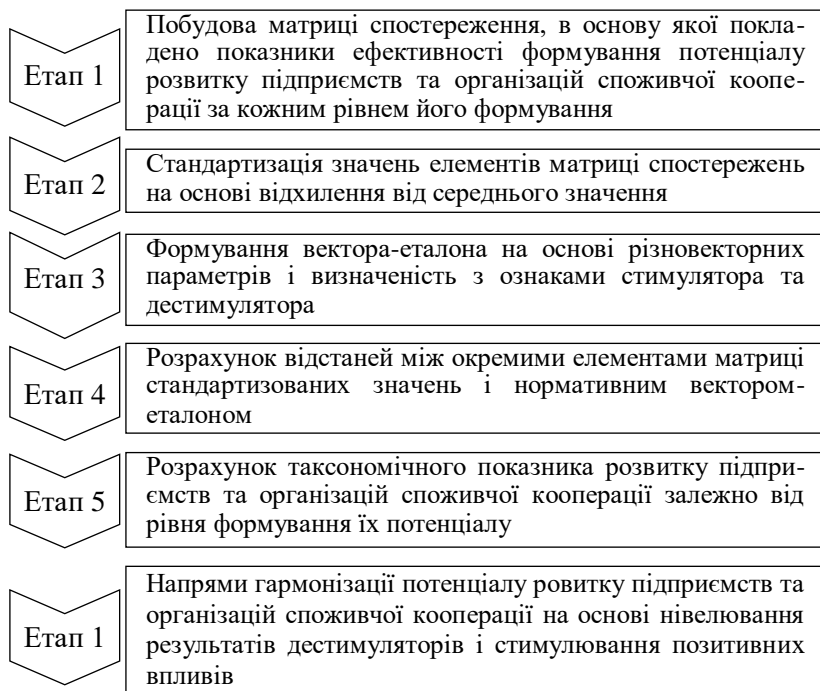 Етап 1
Побудова матриці спостереження, в основу якої покла-
дено показники ефективності формування потенціалу
розвитку підприємств та організацій споживчої коопе-
рації за кожним рівнем його формування
Етап 2
Стандартизація значень елементів матриці спостережень
на основі відхилення від середнього значення
Етап 3
Формування вектора-еталона на основі різновекторних
параметрів і визначеність з ознаками стимулятора та
дестимулятора
Етап 4
Розрахунок відстаней між окремими елементами матриці
стандартизованих значень і нормативним вектором-
еталоном
Етап 5
Розрахунок таксономічного показника розвитку підпри-
ємств та організацій споживчої кооперації залежно від
рівня формування їх потенціалу
Етап 1
Напрями гармонізації потенціалу ровитку підприємств та
організацій споживчої кооперації на основі нівелювання
результатів дестимуляторів і стимулювання позитивних
впливів